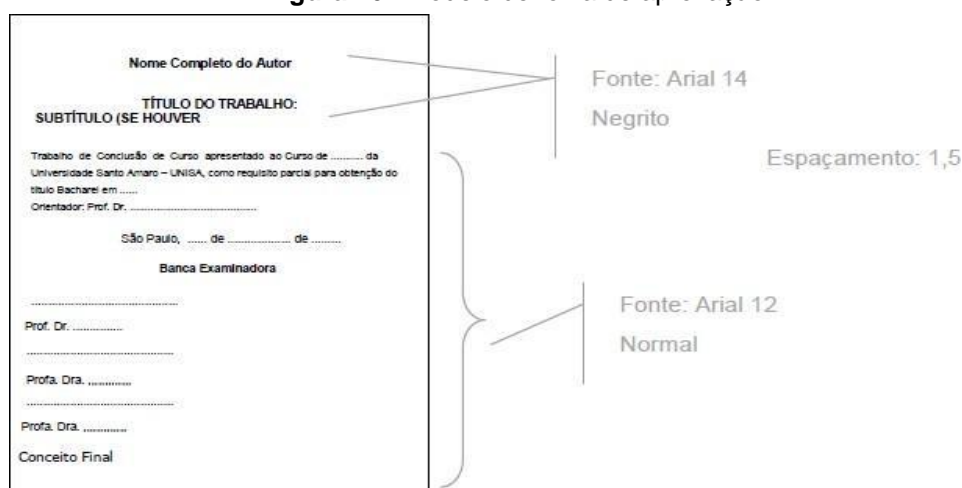 Nome Completo do Autor
TÍTULO DO TRABALHO:
SUBTÍTULO (SE HOUVER
Trabalho de Conclusão de Curso apresentado ao Curso de .......... da
Universidade Santo Amaro – UNISA, como requisito parcial para obtenção do
título Bacharel em ......
Orientador: Prof. Dr. ..........................................
São Paulo, ...... de ..................... de ..........
Banca Examinadora
.................................................
Prof. Dr. ................
.................................................
Profa. Dra. ..............
.................................................
Profa. Dra. ..............
Conceito Final
Fonte: Arial 14
Negrito
Espaçamento: 1,5
Fonte: Arial 12
Normal